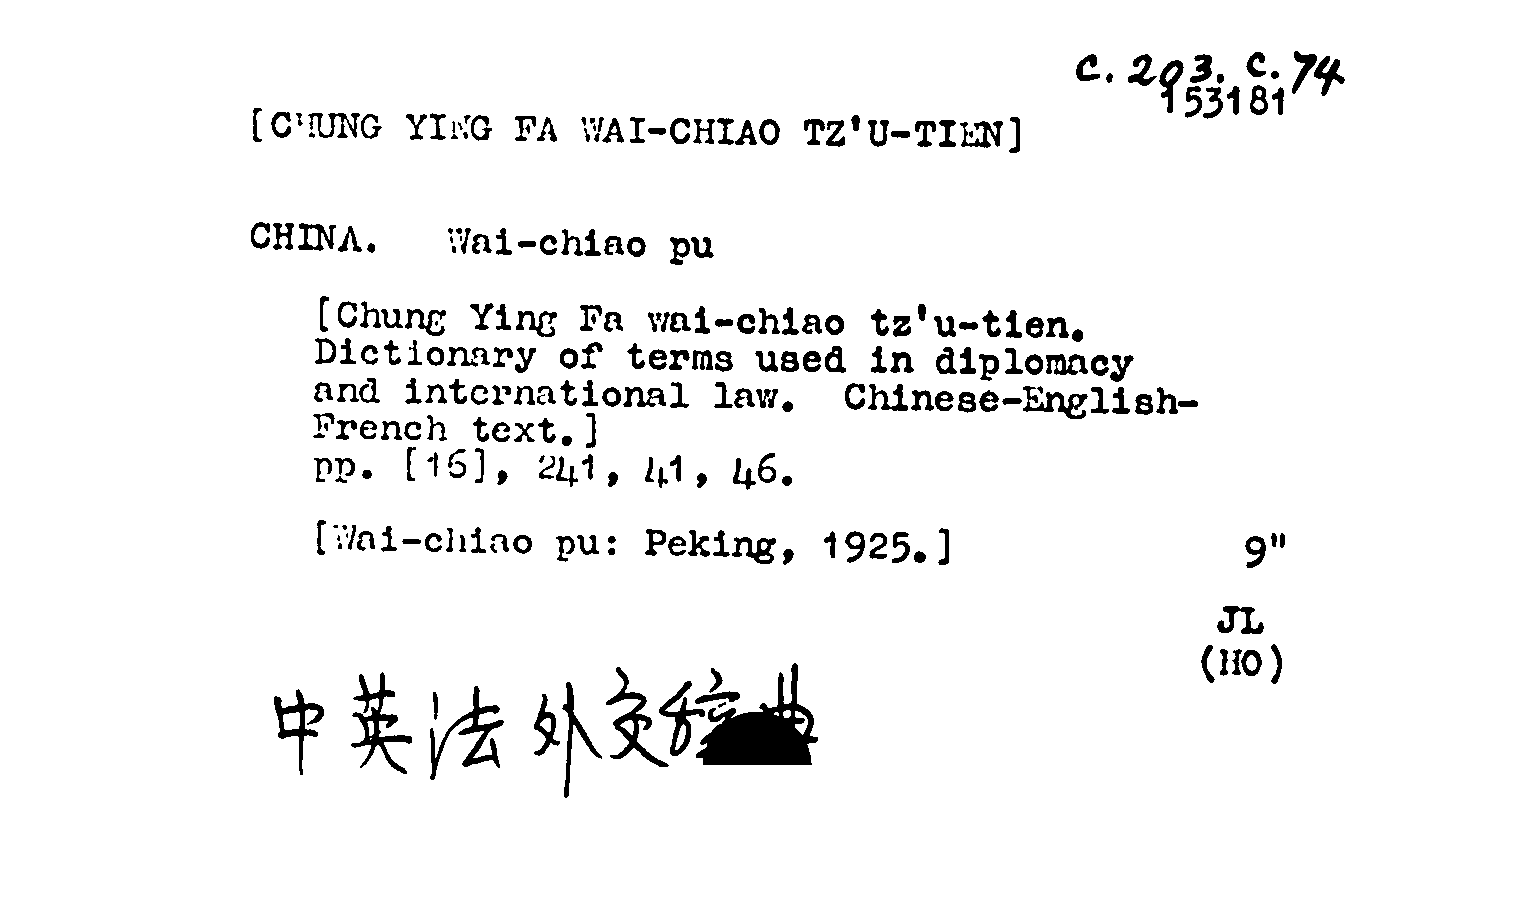 C. 203. C. 74
153181
[CHUNG YING FA WAI-CHIAO TZ'U-TIEN]
CHINA. Wai-chiao pu
[Chung Ying Fa wai-chiao tz'u-tien.
Dictionary of terms used in diplomacy
and international law. Chinese-English-
French text.]
pp. [16], 241, 41, 46.
[Wai-chiao pu: Peking, 1925.]
9"
JL
(HO)
中英法外交辭典